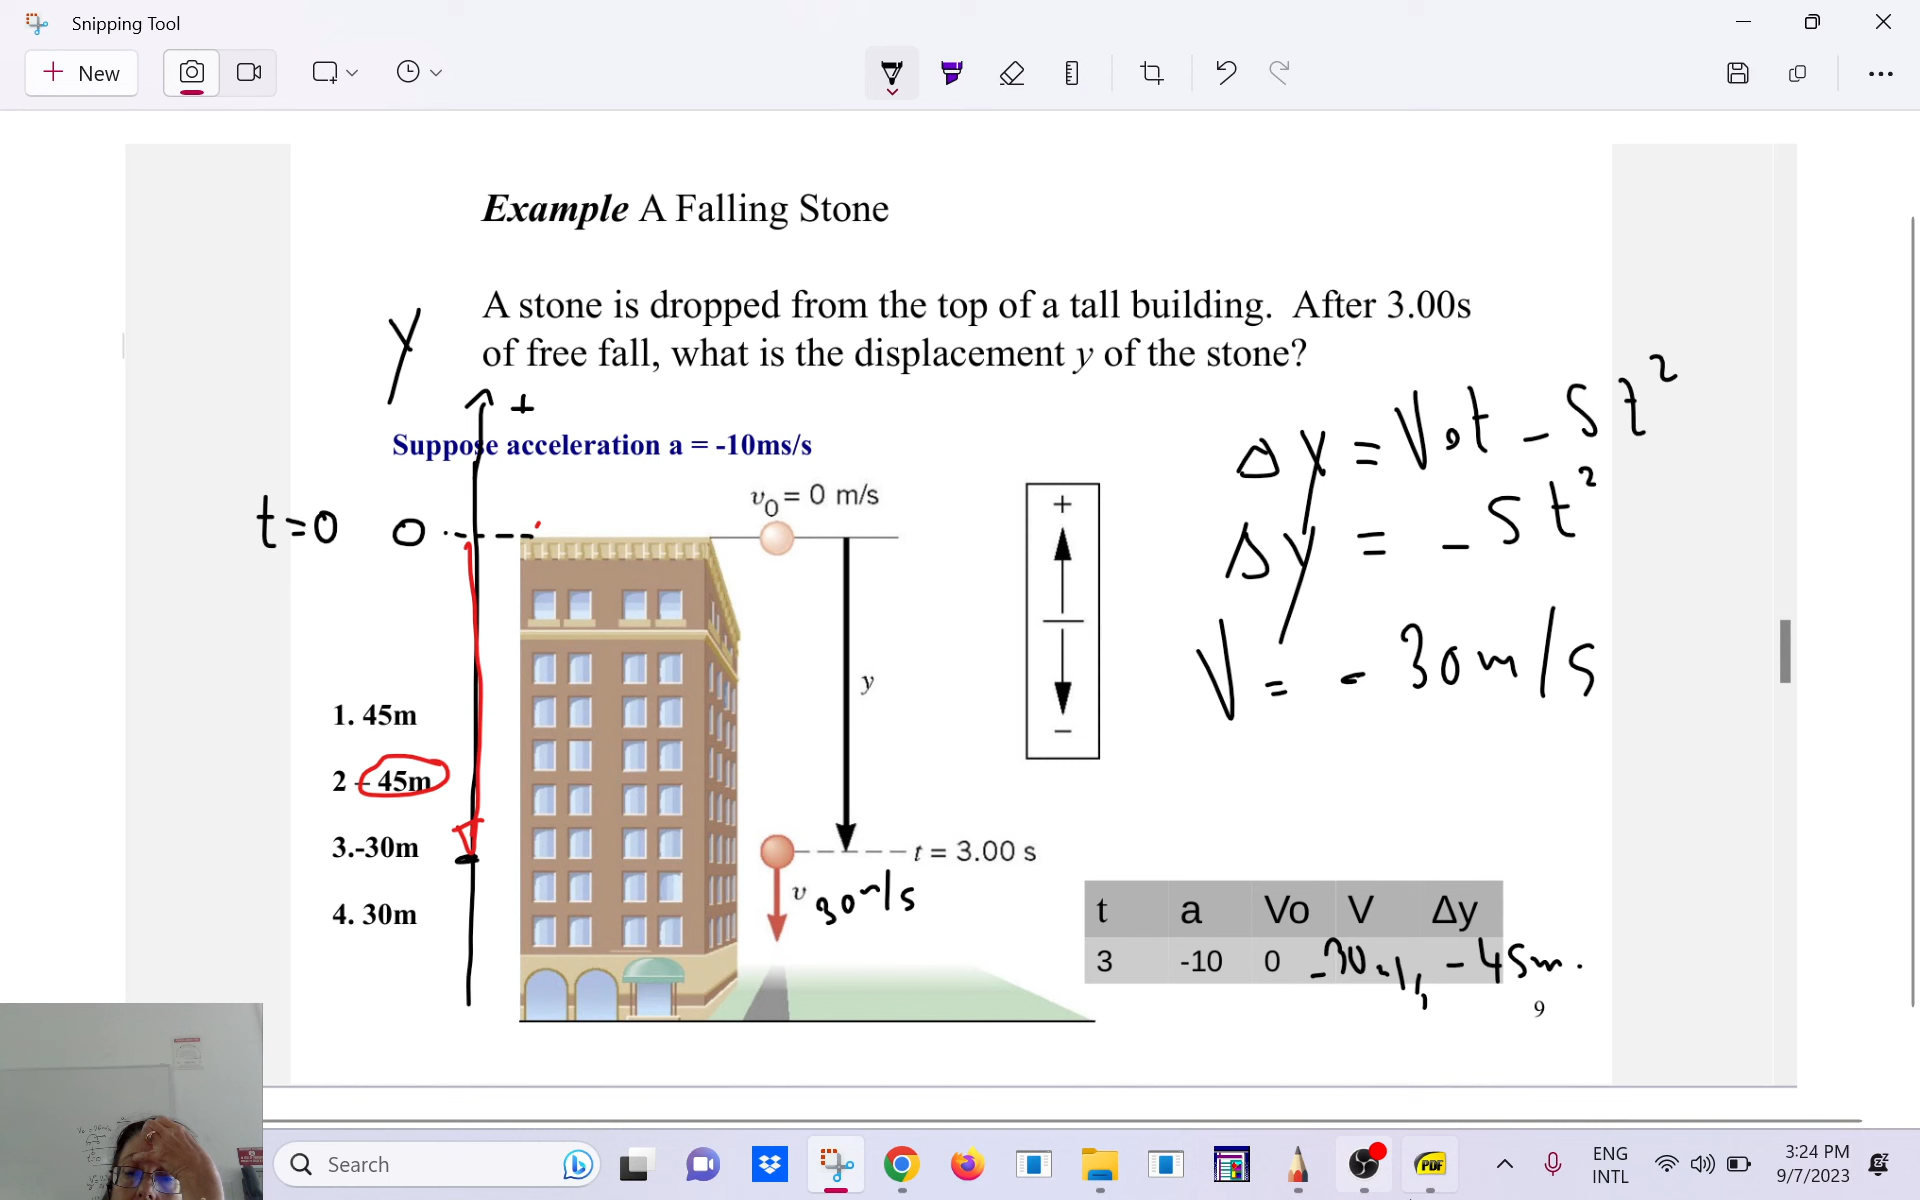 Snipping Tool
New
Example A Falling Stone
A stone is dropped from the top of a tall building. After 3.00s
of free fall, what is the displacement y of the stone?
y
+
Suppose acceleration a = -10ms/s
Δy = Vot - 5t²
t=0 0
v0 = 0 m/s
+
Δy = - 5t²
y
V = - 30m/s
1. 45m
−
2 – 45m
3.-30m
t = 3.00 s
v 30m/s
4. 30m
t a Vo V Δy
3 -10 0 -30m/s -45m.
9
Search
PDF
ENG
INTL
3:24 PM
9/7/2023